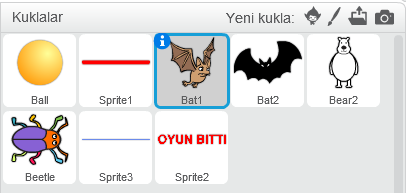 Kuklalar Yeni kukla:
Ball Sprite1 Bat1 Bat2 Bear2
OYUN BITTI
Beetle Sprite3 Sprite2